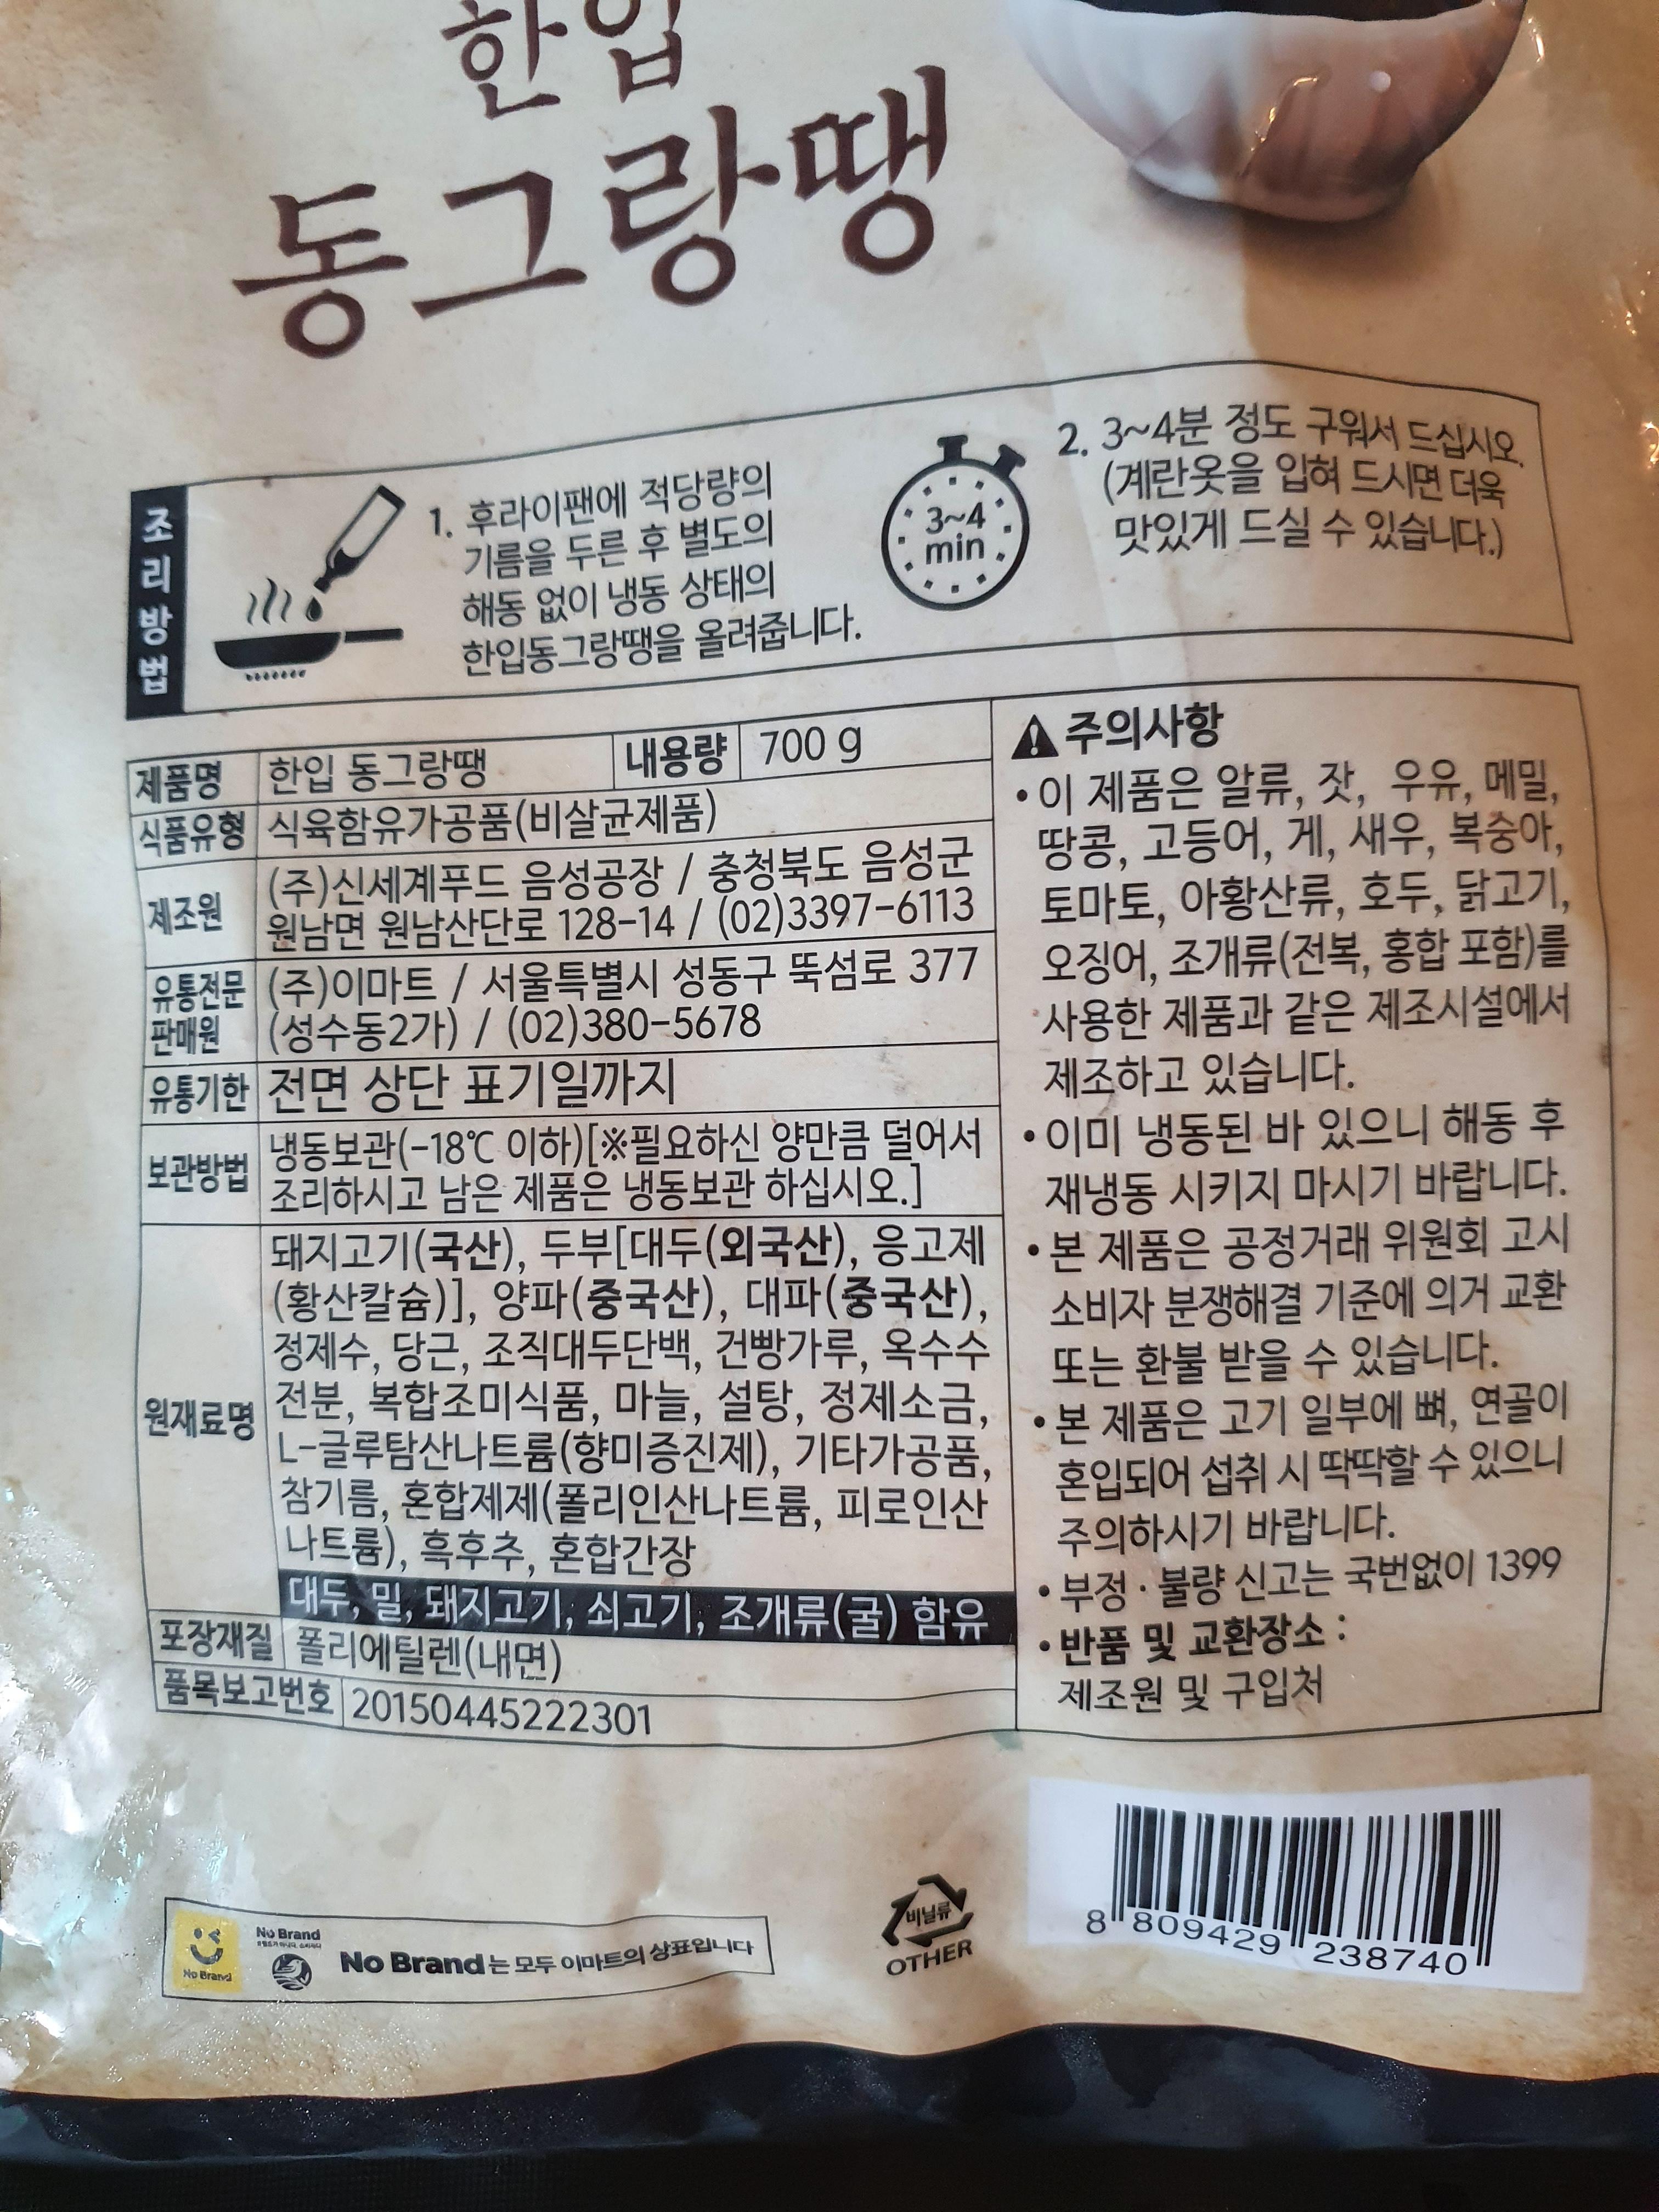 한입
동그랑땡
조리방법
1. 후라이팬에 적당량의
기름을 두른 후 별도의
해동 없이 냉동 상태의
한입동그랑땡을 올려줍니다.
3~4
min
2. 3~4분 정도 구워서 드십시오.
(계란옷을 입혀 드시면 더욱
맛있게 드실 수 있습니다.)
제품명 한입 동그랑땡 내용량 700 g
식품유형 식육함유가공품(비살균제품)
제조원 (주)신세계푸드 음성공장 / 충청북도 음성군
원남면 원남산단로 128-14 / (02)3397-6113
유통전문 (주)이마트 / 서울특별시 성동구 뚝섬로 377
판매원 (성수동2가) / (02)380-5678
유통기한 전면 상단 표기일까지
보관방법 냉동보관(-18℃ 이하)[※필요하신 양만큼 덜어서
조리하시고 남은 제품은 냉동보관 하십시오.]
원재료명 돼지고기(국산), 두부[대두(외국산), 응고제
(황산칼슘)], 양파(중국산), 대파(중국산),
정제수, 당근, 조직대두단백, 건빵가루, 옥수수
전분, 복합조미식품, 마늘, 설탕, 정제소금,
L-글루탐산나트륨(향미증진제), 기타가공품,
참기름, 혼합제제(폴리인산나트륨, 피로인산
나트륨), 흑후추, 혼합간장
대두, 밀, 돼지고기, 쇠고기, 조개류(굴) 함유
포장재질 폴리에틸렌(내면)
품목보고번호 20150445222301
주의사항
•이 제품은 알류, 잣, 우유, 메밀,
땅콩, 고등어, 게, 새우, 복숭아,
토마토, 아황산류, 호두, 닭고기,
오징어, 조개류(전복, 홍합 포함)를
사용한 제품과 같은 제조시설에서
제조하고 있습니다.
•이미 냉동된 바 있으니 해동 후
재냉동 시키지 마시기 바랍니다.
•본 제품은 공정거래 위원회 고시
소비자 분쟁해결 기준에 의거 교환
또는 환불 받을 수 있습니다.
•본 제품은 고기 일부에 뼈, 연골이
혼입되어 섭취 시 딱딱할 수 있으니
주의하시기 바랍니다.
•부정·불량 신고는 국번없이 1399
•반품 및 교환장소 :
제조원 및 구입처
No Brand
No Brand
No Brand는 모두 이마트의 상표입니다
비닐류
OTHER
8 809429 238740